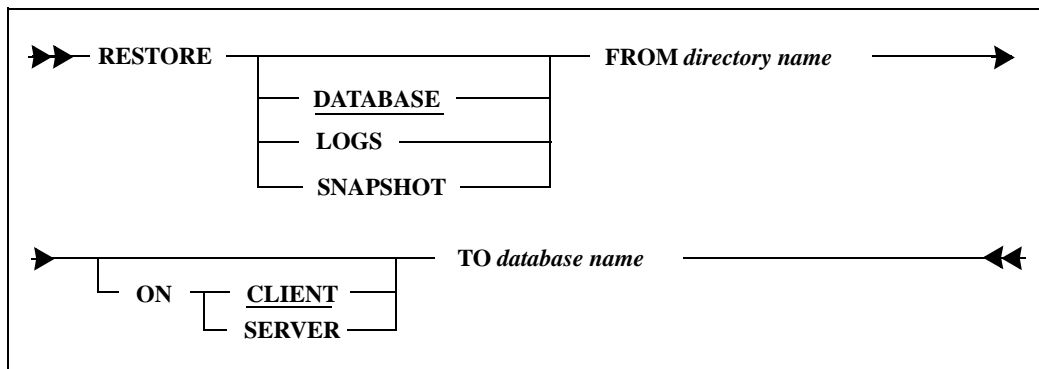 RESTORE FROM directory name
DATABASE
LOGS
SNAPSHOT
TO database name
ON CLIENT
SERVER